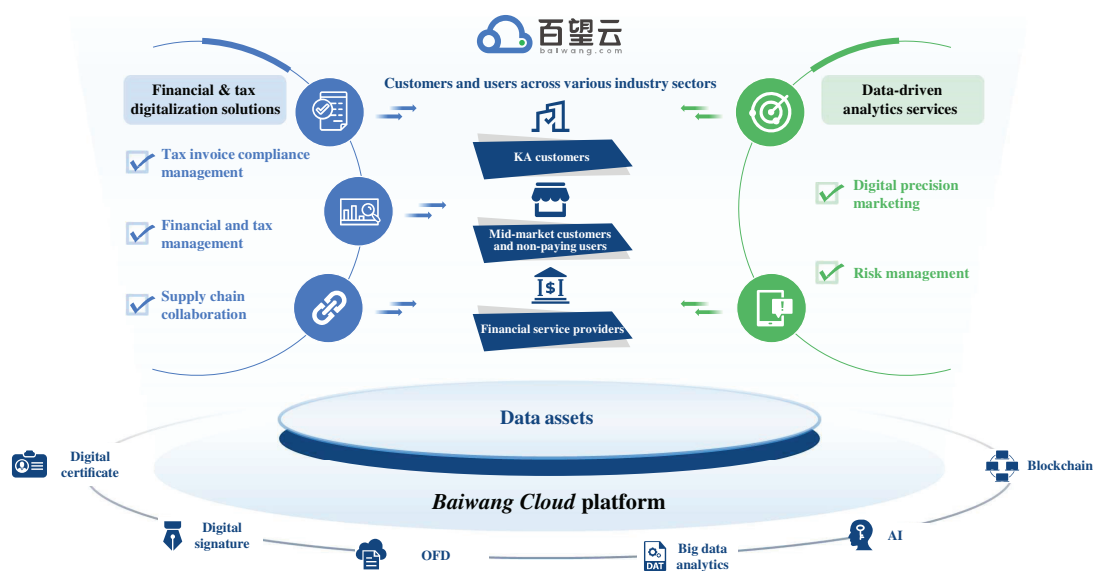 百望云
baiwang.com
Customers and users across various industry sectors
Financial & tax
digitalization solutions
Tax invoice compliance
management
Financial and tax
management
Supply chain
collaboration
KA customers
Mid-market customers
and non-paying users
$
Financial service providers
Data-driven
analytics services
Digital precision
marketing
Risk management
!
Data assets
Baiwang Cloud platform
Digital
certificate
Digital
signature
OFD
DAT
Big data
analytics
AI
Blockchain